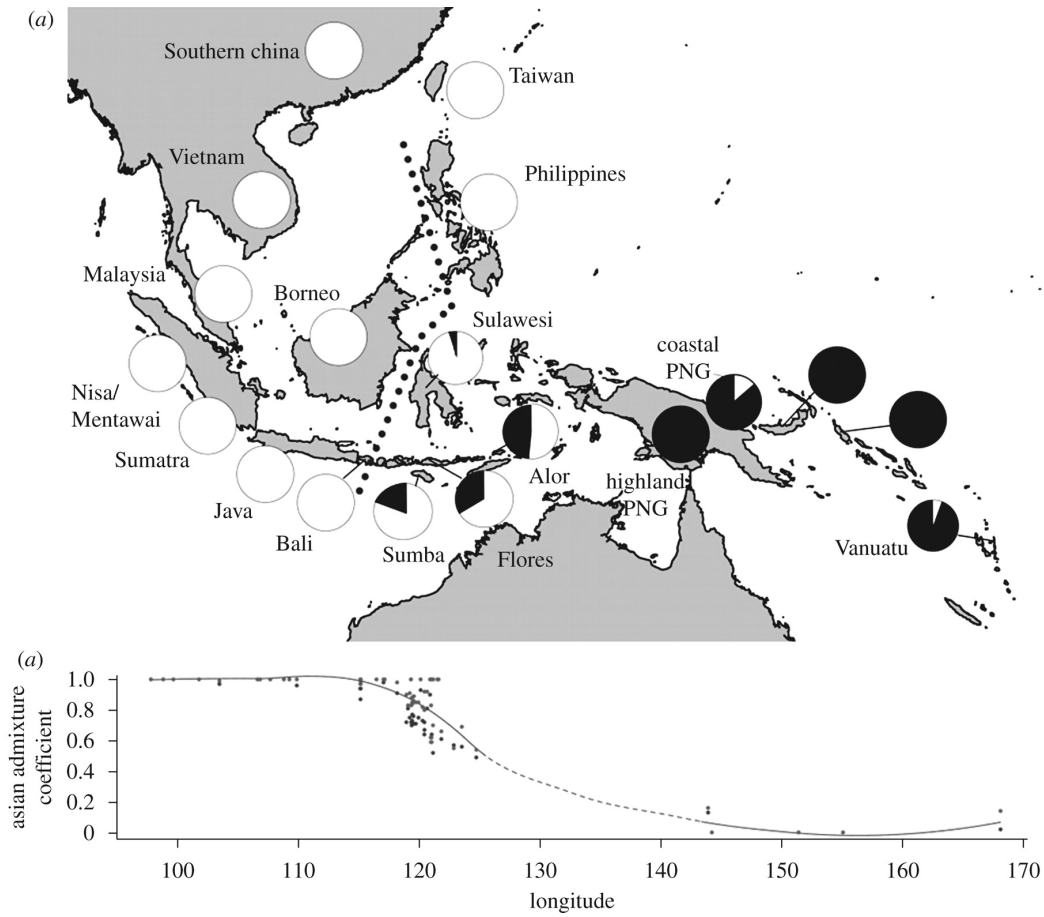 (a)
Southern china
Taiwan
Vietnam
Philippines
Malaysia
Borneo
Sulawesi
coastal
PNG
Nisa/
Mentawai
Sumatra
Alor
highland
PNG
Java
Bali
Sumba
Flores
Vanuatu
(a)
asian admixture
coefficient
1.0
0.8
0.6
0.4
0.2
0
100 110 120 130 140 150 160 170
longitude